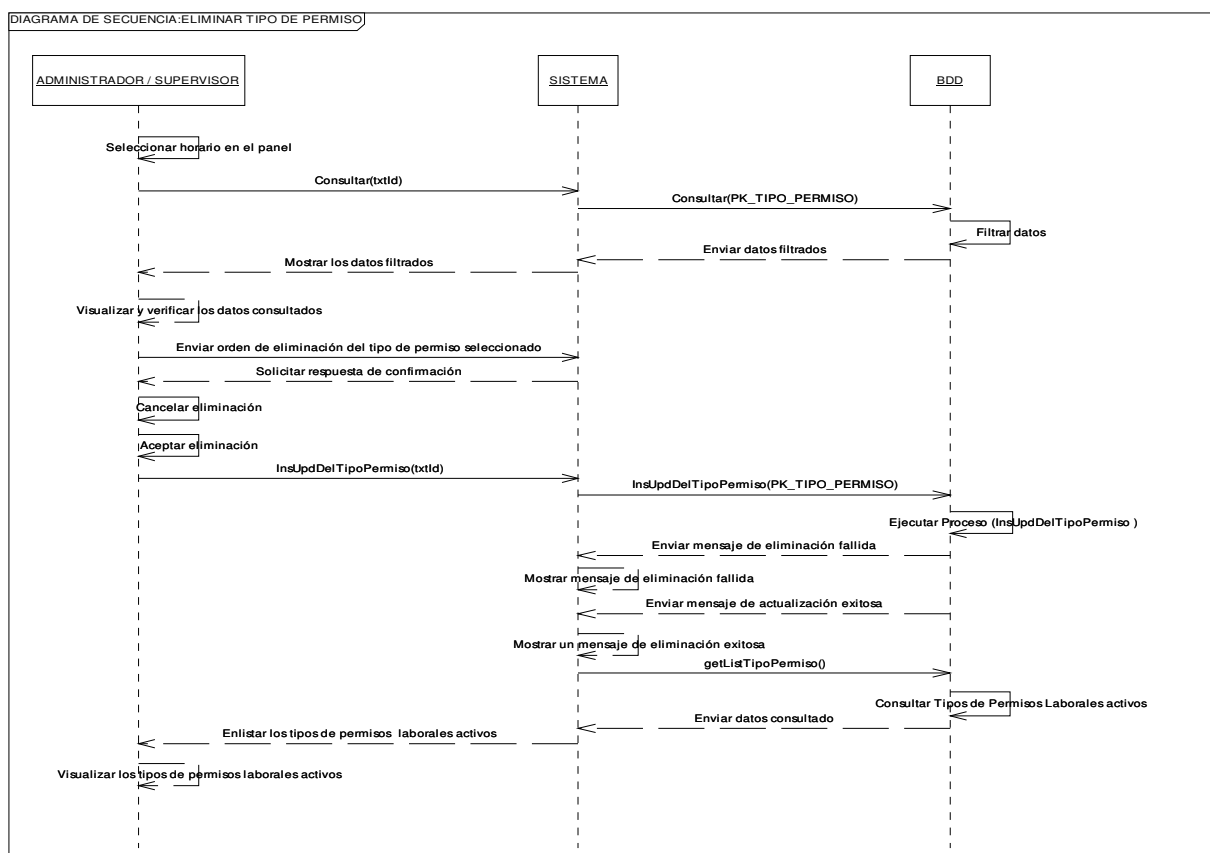 DIAGRAMA DE SECUENCIA:ELIMINAR TIPO DE PERMISO
ADMINISTRADOR / SUPERVISOR
SISTEMA
BDD
Seleccionar horario en el panel
Consultar(txtId)
Consultar(PK_TIPO_PERMISO)
Filtrar datos
Enviar datos filtrados
Mostrar los datos filtrados
Visualizar y verificar los datos consultados
Enviar orden de eliminación del tipo de permiso seleccionado
Solicitar respuesta de confirmación
Cancelar eliminación
Aceptar eliminación
InsUpdDelTipoPermiso(txtId)
InsUpdDelTipoPermiso(PK_TIPO_PERMISO)
Ejecutar Proceso (InsUpdDelTipoPermiso )
Enviar mensaje de eliminación fallida
Mostrar mensaje de eliminación fallida
Enviar mensaje de actualización exitosa
Mostrar un mensaje de eliminación exitosa
getListTipoPermiso()
Consultar Tipos de Permisos Laborales activos
Enviar datos consultado
Enlistar los tipos de permisos laborales activos
Visualizar los tipos de permisos laborales activos